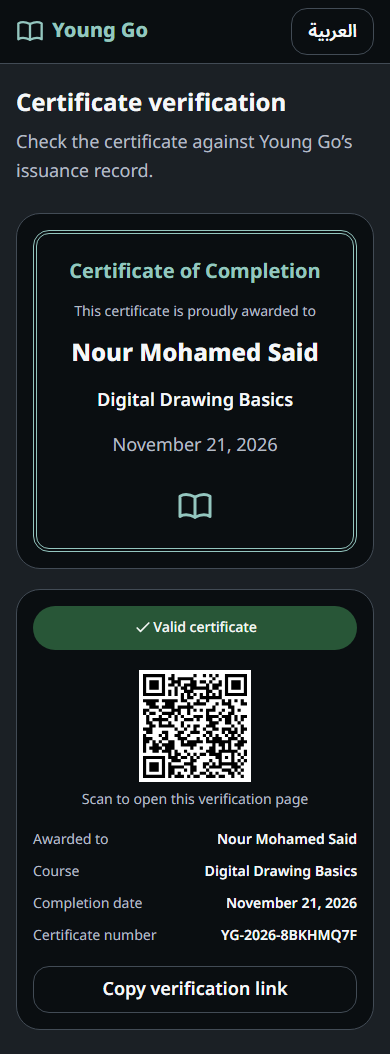 Young Go
العربية
Certificate verification
Check the certificate against Young Go’s
issuance record.
Certificate of Completion
This certificate is proudly awarded to
Nour Mohamed Said
Digital Drawing Basics
November 21, 2026
Valid certificate
Scan to open this verification page
Awarded to Nour Mohamed Said
Course Digital Drawing Basics
Completion date November 21, 2026
Certificate number YG-2026-8BKHMQ7F
Copy verification link